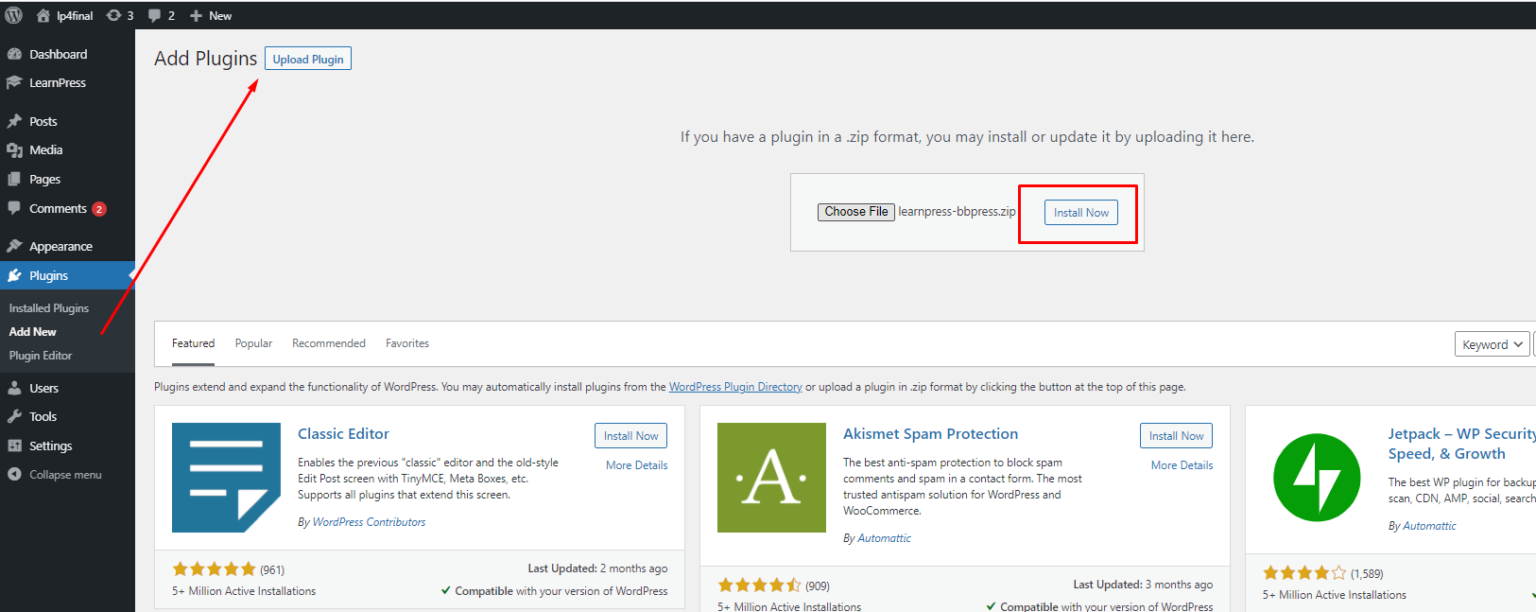 lp4final 3 2 New
Dashboard
LearnPress
Posts
Media
Pages
Comments 2
Appearance
Plugins
Installed Plugins
Add New
Plugin Editor
Users
Tools
Settings
Collapse menu
Add Plugins Upload Plugin
If you have a plugin in a .zip format, you may install or update it by uploading it here.
Choose File learnpress-bbpress.zip Install Now
Featured Popular Recommended Favorites Keyword
Plugins extend and expand the functionality of WordPress. You may automatically install plugins from the WordPress Plugin Directory or upload a plugin in .zip format by clicking the button at the top of this page.
Classic Editor
Install Now
More Details
Enables the previous "classic" editor and the old-style
Edit Post screen with TinyMCE, Meta Boxes, etc.
Supports all plugins that extend this screen.
By WordPress Contributors
(961)
5+ Million Active Installations
Last Updated: 2 months ago
Compatible with your version of WordPress
A
Akismet Spam Protection
Install Now
More Details
The best anti-spam protection to block spam
comments and spam in a contact form. The most
trusted antispam solution for WordPress and
WooCommerce.
By Automattic
(909)
5+ Million Active Installations
Last Updated: 3 months ago
Compatible with your version of WordPress
Jetpack – WP Security
Speed, & Growth
The best WP plugin for backup
scan, CDN, AMP, social, search
By Automattic
(1,589)
5+ Million Active Installations